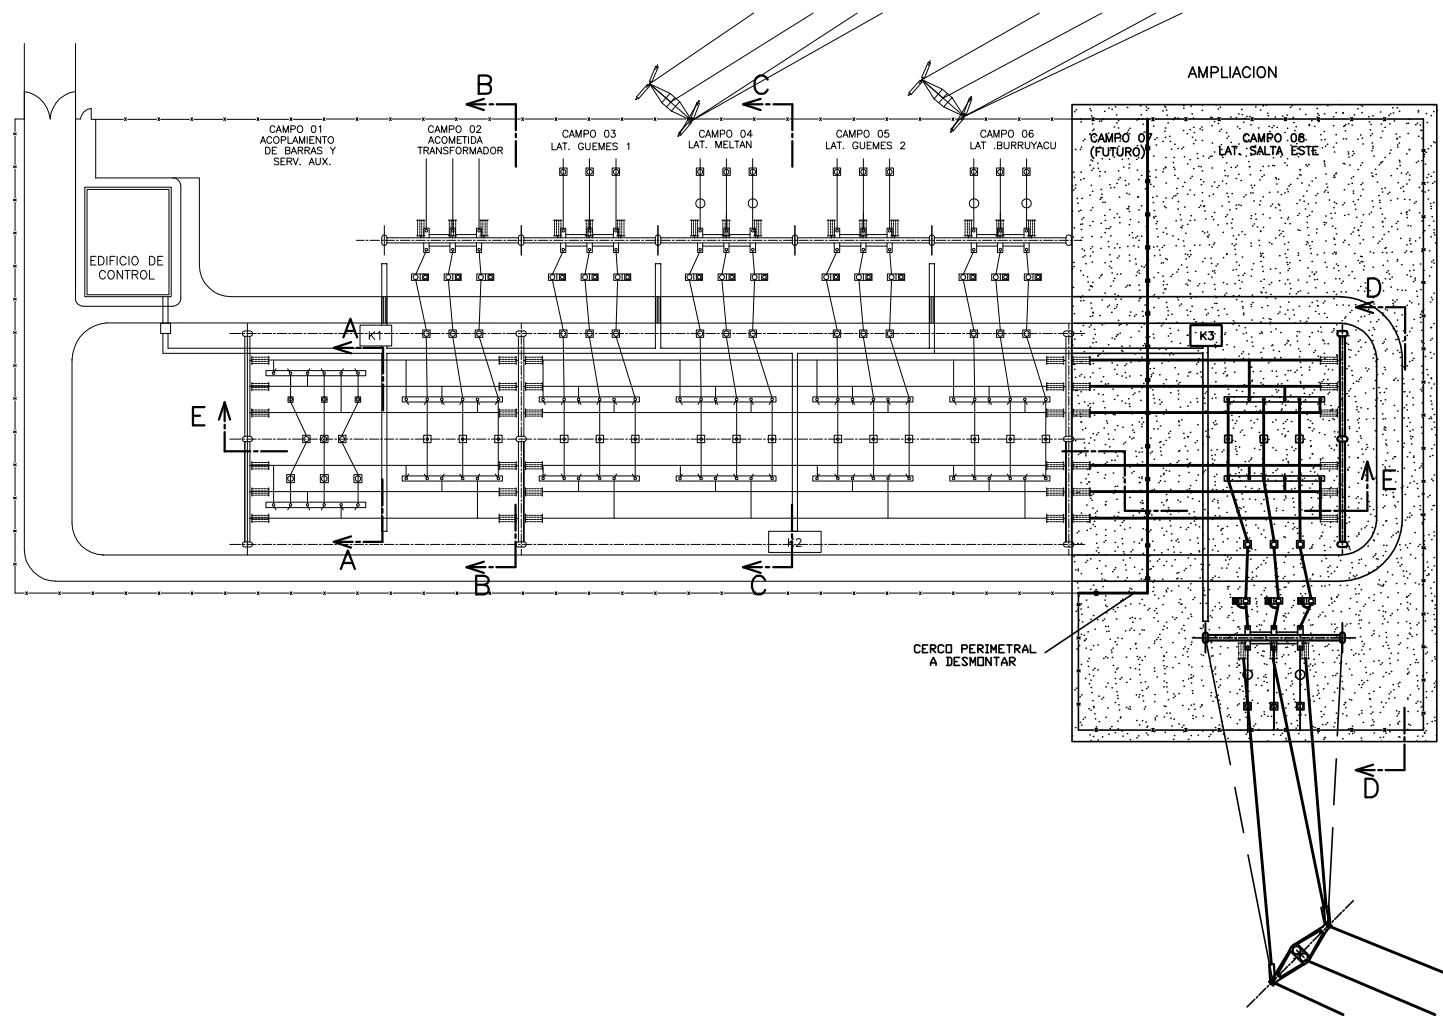 AMPLIACION
B
C
CAMPO 01
ACOPLAMIENTO
DE BARRAS Y
SERV. AUX.
CAMPO 02
ACOMETIDA
TRANSFORMADOR
CAMPO 03
LAT. GUEMES 1
CAMPO 04
LAT. MELTAN
CAMPO 05
LAT. GUEMES 2
CAMPO 06
LAT .BURRUYACU
CAMPO 07
(FUTURO)
CAMPO 08
LAT. SALTA ESTE
EDIFICIO DE
CONTROL
D
A
K1
K3
E
E
K2
A
B
C
CERCO PERIMETRAL
A DESMONTAR
D